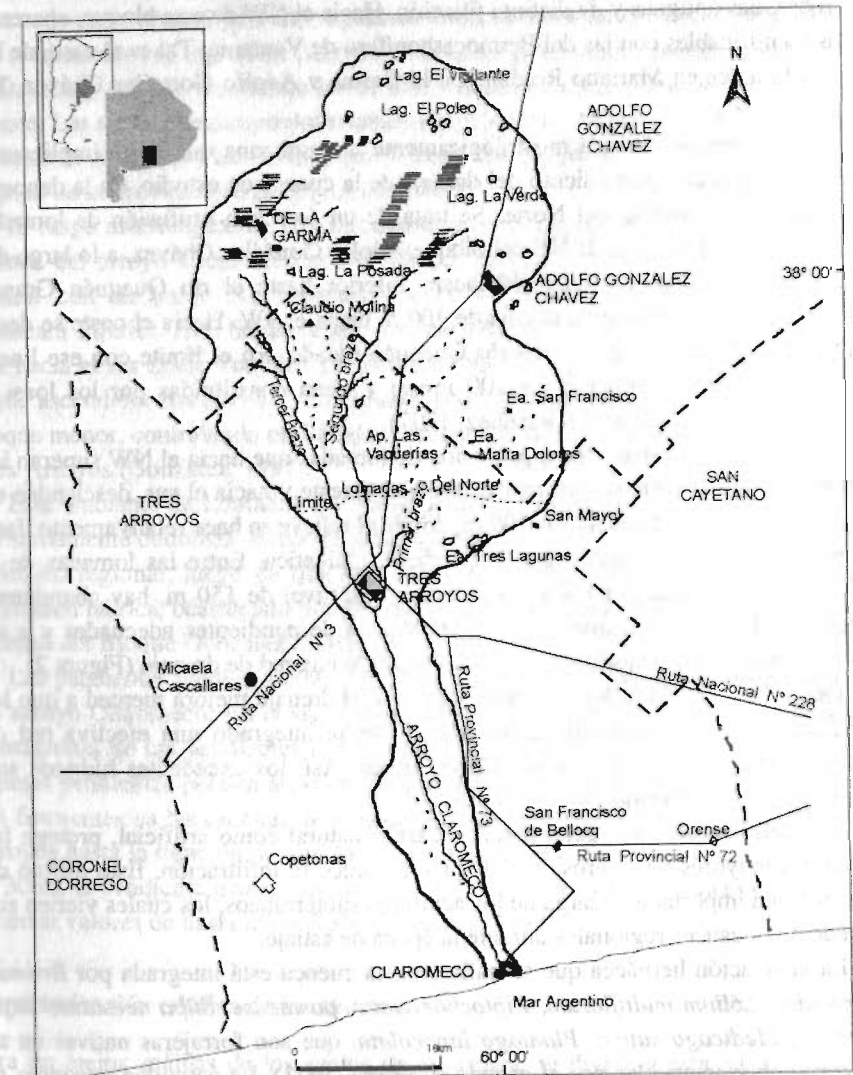 Lag. El Vigilante
N
ADOLFO
GONZALEZ
CHAVEZ
Lag. El Poleo
Lag. La Verde
DE LA
GARMA
Lag. La Posada
38° 00'
ADOLFO GONZALEZ
CHAVEZ
Claudio Molina
Segundo brazo
Tercer Brazo
Ea. San Francisco
Ap. Las
Vaquerías
Ea.
SAN
CAYETANO
TRES
ARROYOS
Lomadas
Del Norte
Primer brazo
San Mayol
Ea. Tres Lagunas
TRES
ARROYOS
Micaela
Cascallares
Ruta Nacional N° 3
Ruta Nacional N° 228
Ruta Provincial N° 73
ARROYO CLAROMECO
San Francisco
de Bellocq
Orense
Ruta Provincial N° 72
CORONEL
DORREGO
Copetonas
CLAROMECO
Mar Argentino
0
60° 00'